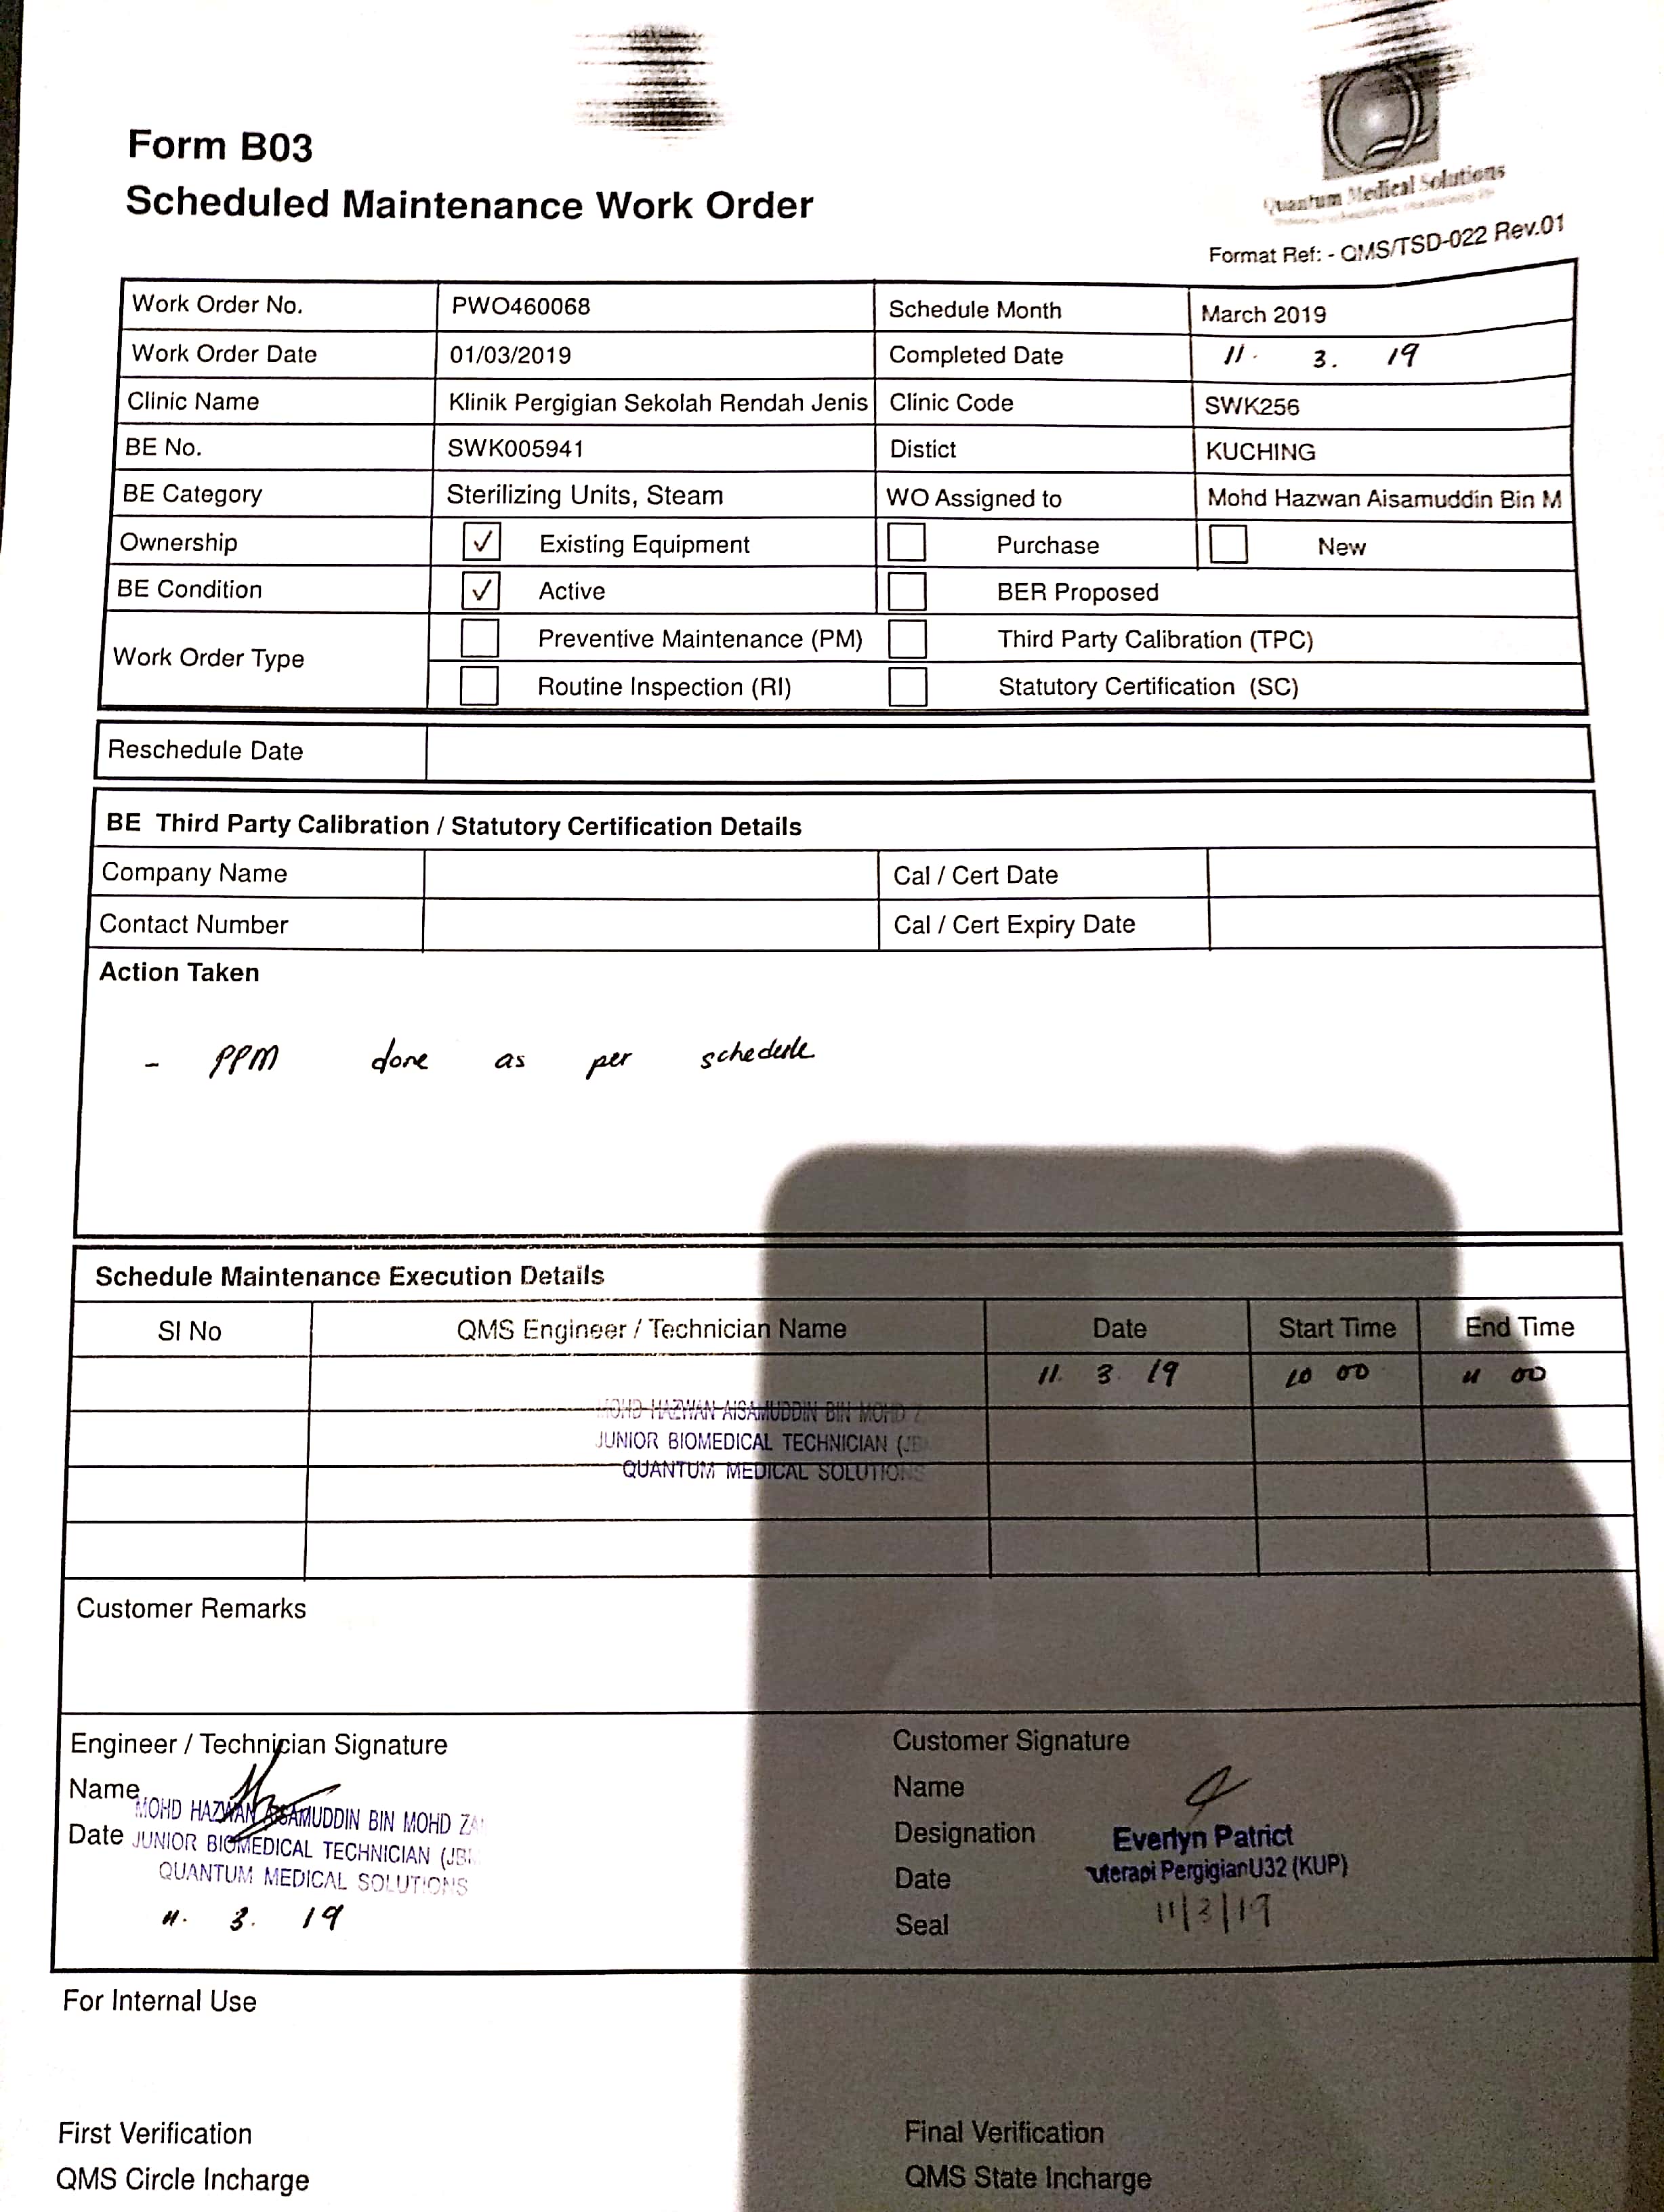 Form B03
Scheduled Maintenance Work Order
Quantum Medical Solutions
Format Ref: - QMS/TSD-022 Rev.01
Work Order No. PWO460068 Schedule Month March 2019
Work Order Date 01/03/2019 Completed Date 11. 3. 19
Clinic Name Klinik Pergigian Sekolah Rendah Jenis Clinic Code SWK256
BE No. SWK005941 Distict KUCHING
BE Category Sterilizing Units, Steam WO Assigned to Mohd Hazwan Aisamuddin Bin M
Ownership ✓ Existing Equipment Purchase New
BE Condition ✓ Active BER Proposed
Work Order Type
Preventive Maintenance (PM) Third Party Calibration (TPC)
Routine Inspection (RI) Statutory Certification (SC)
Reschedule Date
BE Third Party Calibration / Statutory Certification Details
Company Name Cal / Cert Date
Contact Number Cal / Cert Expiry Date
Action Taken
- PPM done as per schedule
Schedule Maintenance Execution Details
SI No QMS Engineer / Technician Name Date Start Time End Time
11. 3. 19 10 00 11 00
MOHD HAZWAN AISAMUDDIN BIN MOHD
JUNIOR BIOMEDICAL TECHNICIAN
QUANTUM MEDICAL SOLUTIONS
Customer Remarks
Engineer / Technician Signature
Name
MOHD HAZWAN AISAMUDDIN BIN MOHD
Date JUNIOR BIOMEDICAL TECHNICIAN
QUANTUM MEDICAL SOLUTIONS
11. 3. 19
Customer Signature
Name
Designation Everlyn Patrict
Date PergigianU32 (KUP)
Seal 11/3/19
For Internal Use
First Verification Final Verification
QMS Circle Incharge QMS State Incharge